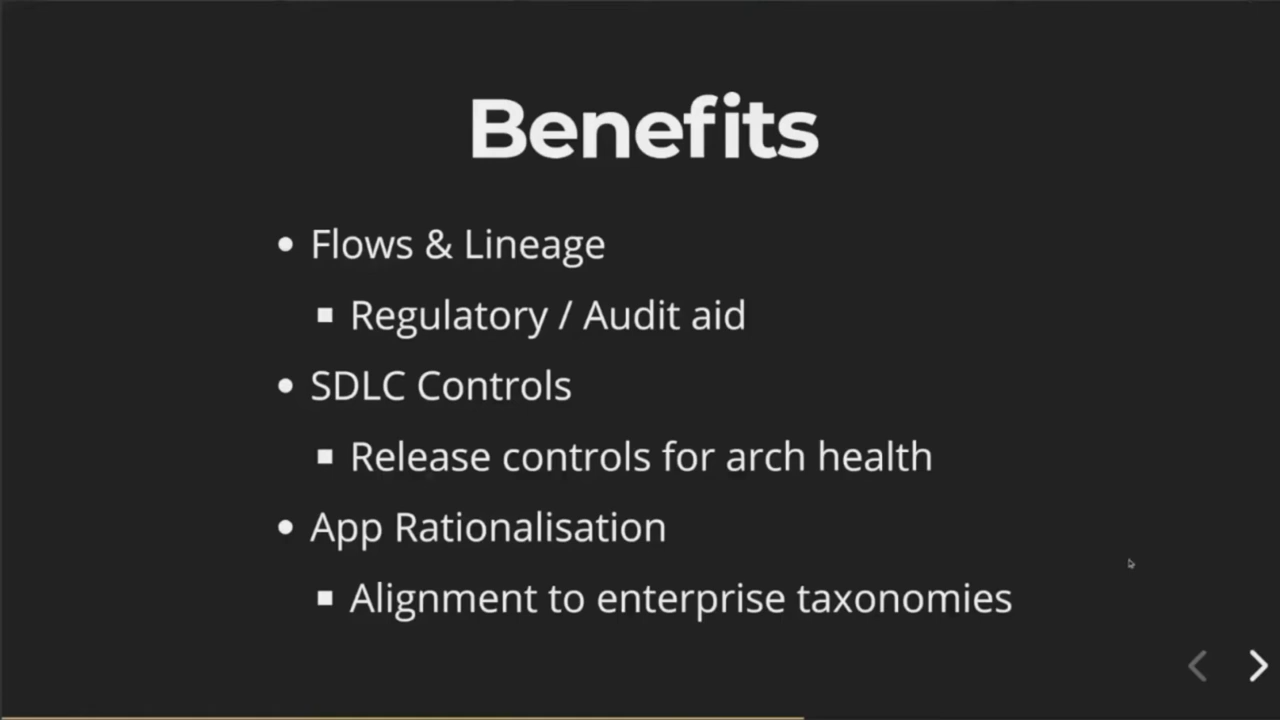 Benefits
Flows & Lineage
Regulatory / Audit aid
SDLC Controls
Release controls for arch health
App Rationalisation
Alignment to enterprise taxonomies